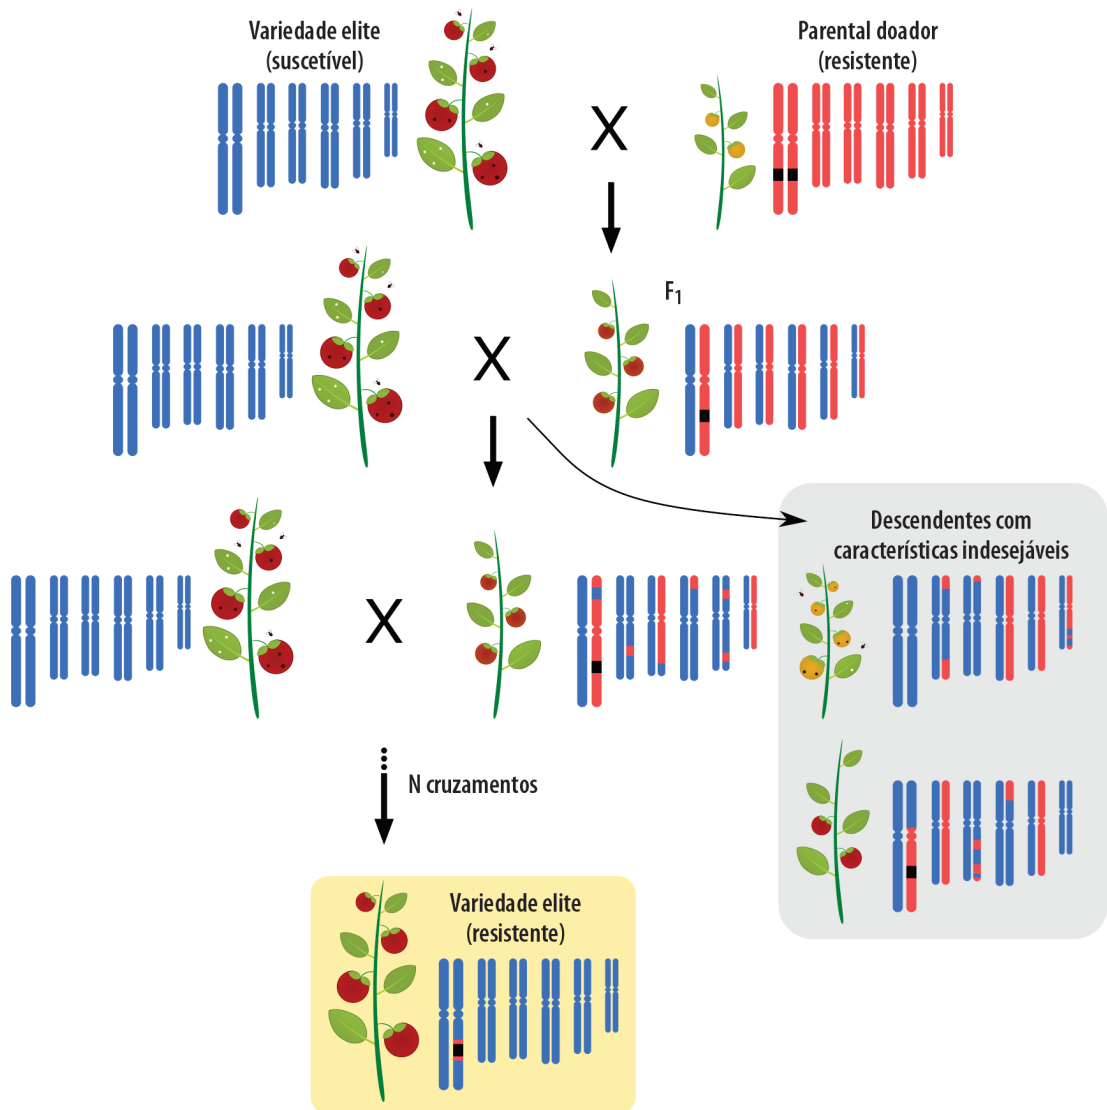 Variedade elite
(suscetível)
Parental doador
(resistente)
X
F1
X
Descendentes com
características indesejáveis
X
N cruzamentos
Variedade elite
(resistente)